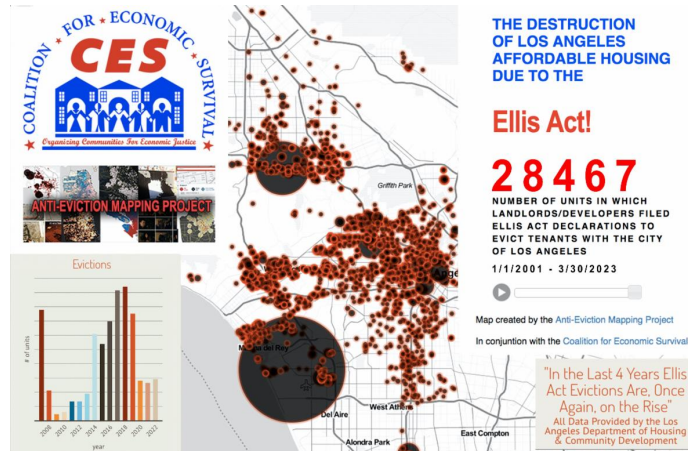 COALITION FOR ECONOMIC SURVIVAL
CES
Organizing Communities For Economic Justice
ANTI-EVICTION MAPPING PROJECT
Evictions
# of units
2008
2010
2012
2014
2016
2018
2020
2022
year
Griffith Park
Ange
Marina del Rey
Del Aire
West Athens
Alondra Park
East Compton
THE DESTRUCTION
OF LOS ANGELES
AFFORDABLE HOUSING
DUE TO THE
Ellis Act!
28467
NUMBER OF UNITS IN WHICH
LANDLORDS/DEVELOPERS FILED
ELLIS ACT DECLARATIONS TO
EVICT TENANTS WITH THE CITY
OF LOS ANGELES
1/1/2001 - 3/30/2023
Map created by the Anti-Eviction Mapping Project
In conjuntion with the Coalition for Economic Survival
"In the Last 4 Years Ellis
Act Evictions Are, Once
Again, on the Rise"
All Data Provided by the Los
Angeles Department of Housing
& Community Development